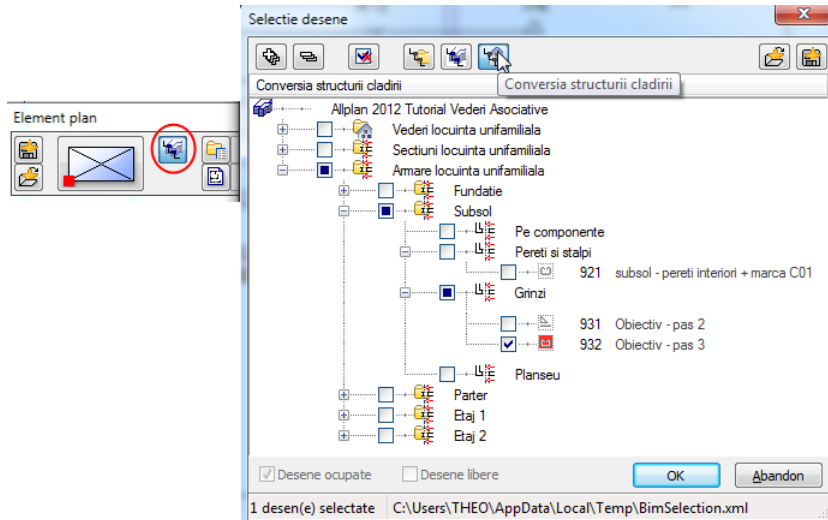 Selectie desene
Conversia structurii cladirii
Conversia structurii cladirii
Element plan
Allplan 2012 Tutorial Vederi Asociative
Vederi locuinta unifamiliala
Sectiuni locuinta unifamiliala
Armare locuinta unifamiliala
Fundatie
Subsol
Pe componente
Pereti si stalpi
921 subsol - pereti interiori + marca C01
Grinzi
931 Obiectiv - pas 2
932 Obiectiv - pas 3
Planseu
Parter
Etaj 1
Etaj 2
Desene ocupate Desene libere OK Abandon
1 desen(e) selectate C:\Users\THEO\AppData\Local\Temp\BimSelection.xml